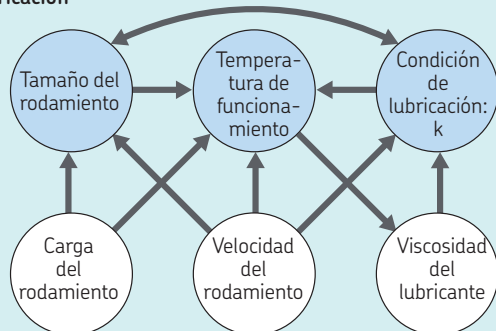 Tamaño del
rodamiento
Tempera-
tura de
funciona-
miento
Condición
de
lubricación:
k
Carga
del
rodamiento
Velocidad
del
rodamiento
Viscosidad
del
lubricante